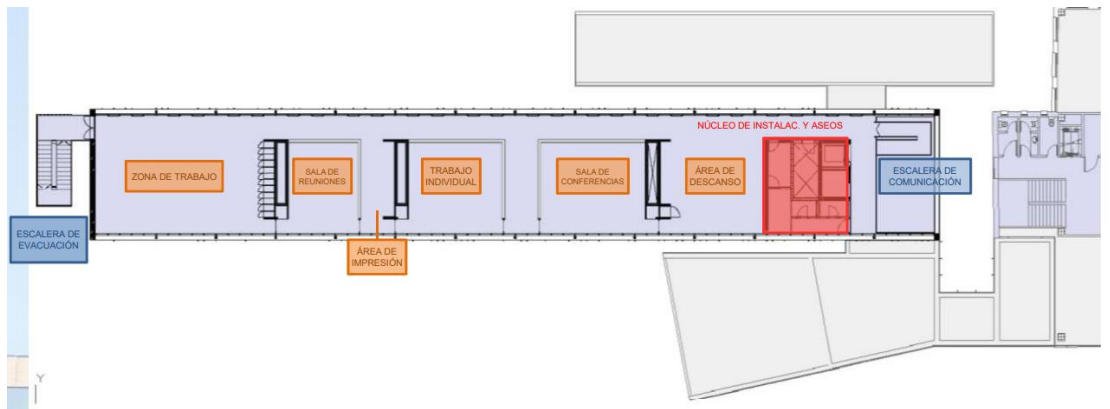 NÚCLEO DE INSTALAC. Y ASEOS
ZONA DE TRABAJO
SALA DE
REUNIONES
TRABAJO
INDIVIDUAL
SALA DE
CONFERENCIAS
ÁREA DE
DESCANSO
ESCALERA DE
COMUNICACIÓN
ESCALERA DE
EVACUACIÓN
ÁREA DE
IMPRESIÓN
Y